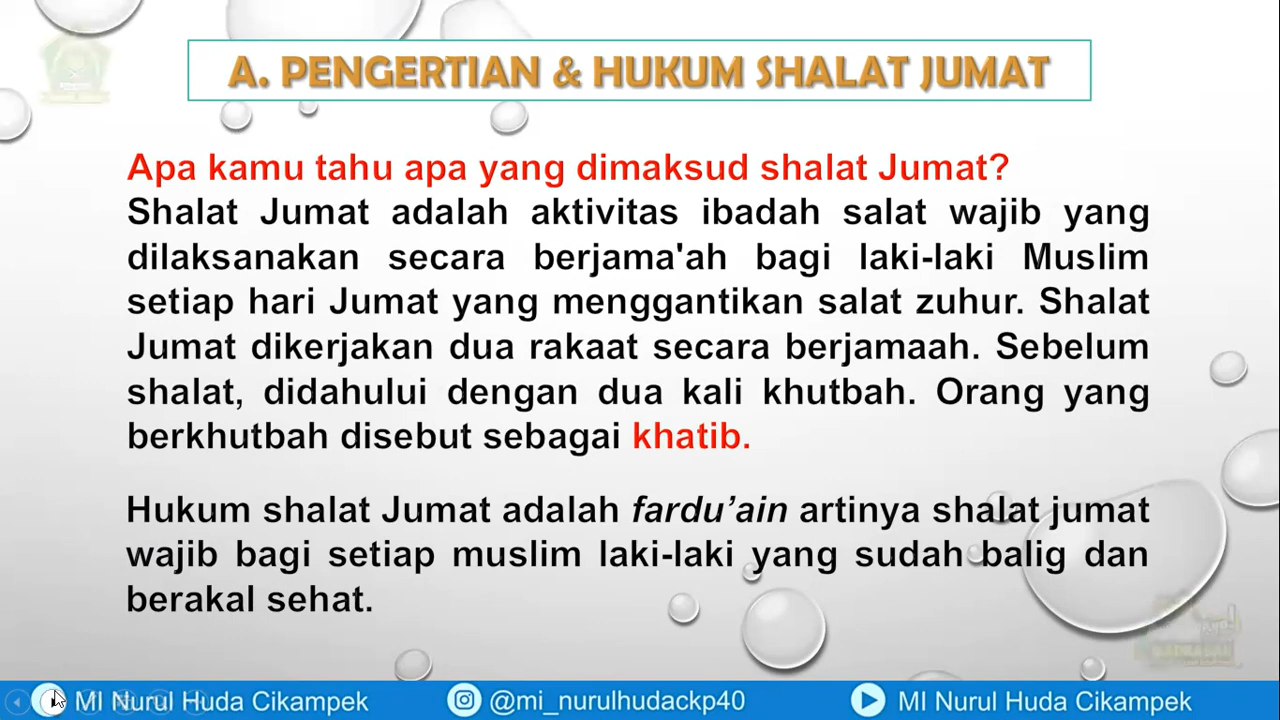 A. PENGERTIAN & HUKUM SHALAT JUMAT
Apa kamu tahu apa yang dimaksud shalat Jumat?
Shalat Jumat adalah aktivitas ibadah salat wajib yang
dilaksanakan secara berjama'ah bagi laki-laki Muslim
setiap hari Jumat yang menggantikan salat zuhur. Shalat
Jumat dikerjakan dua rakaat secara berjamaah. Sebelum
shalat, didahului dengan dua kali khutbah. Orang yang
berkhutbah disebut sebagai khatib.
Hukum shalat Jumat adalah fardu’ain artinya shalat jumat
wajib bagi setiap muslim laki-laki yang sudah balig dan
berakal sehat.
MI Nurul Huda Cikampek
@mi_nurulhudackp40
MI Nurul Huda Cikampek